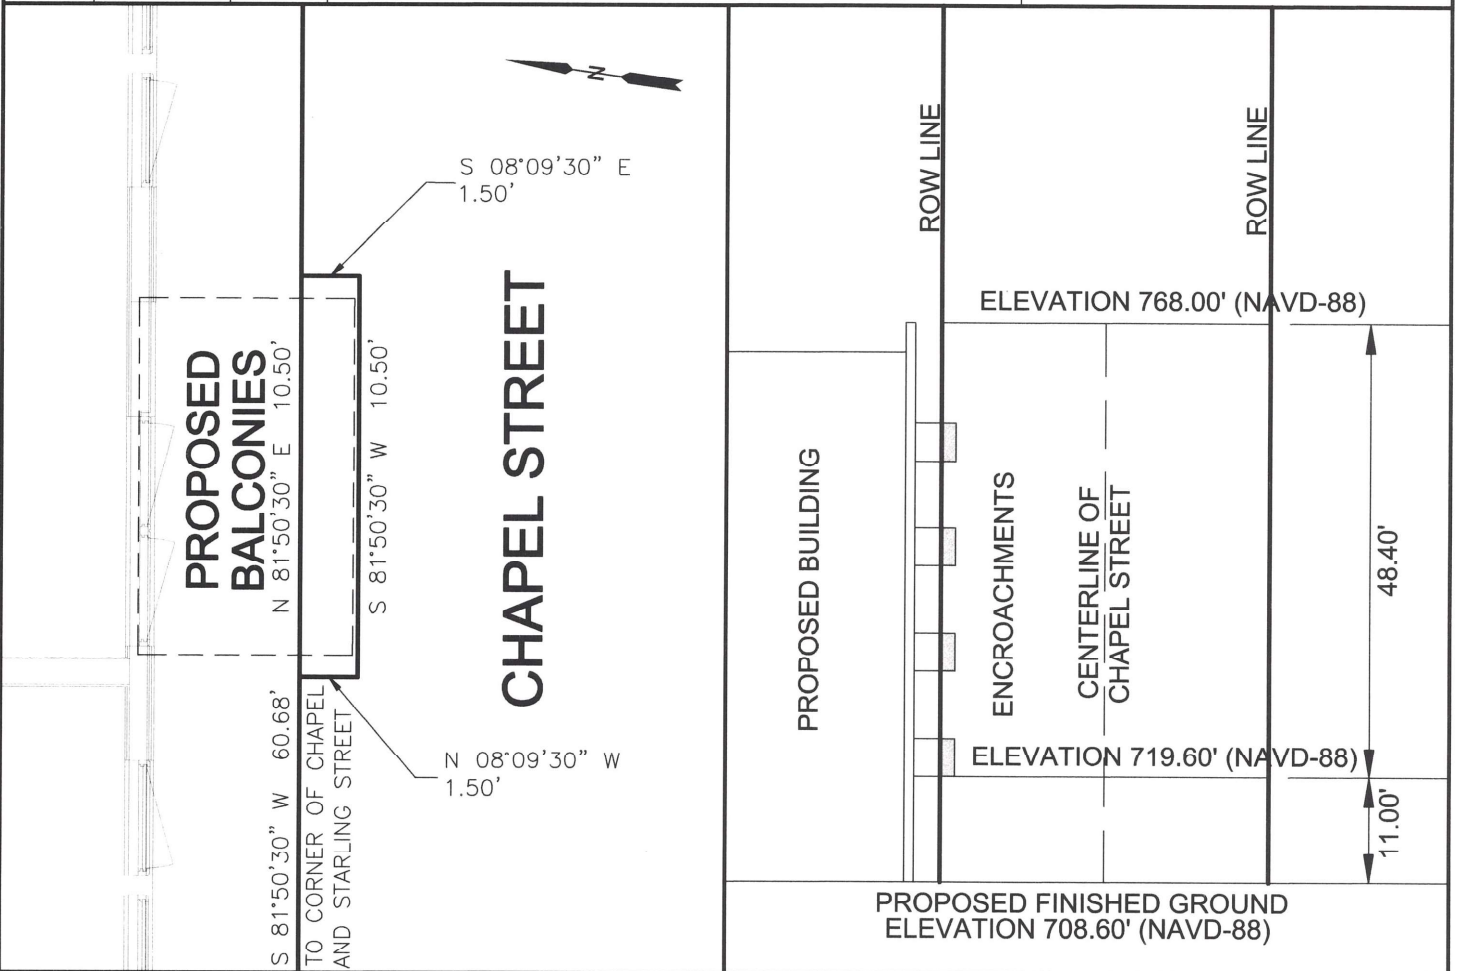 N
S 08°09'30" E
1.50'
PROPOSED
BALCONIES
N 81°50'30" E 10.50'
S 81°50'30" W 10.50'
CHAPEL STREET
N 08°09'30" W
1.50'
S 81°50'30" W 60.68'
TO CORNER OF CHAPEL
AND STARLING STREET
ROW LINE
ROW LINE
ELEVATION 768.00' (NAVD-88)
PROPOSED BUILDING
ENCROACHMENTS
CENTERLINE OF
CHAPEL STREET
48.40'
ELEVATION 719.60' (NAVD-88)
11.00'
PROPOSED FINISHED GROUND
ELEVATION 708.60' (NAVD-88)